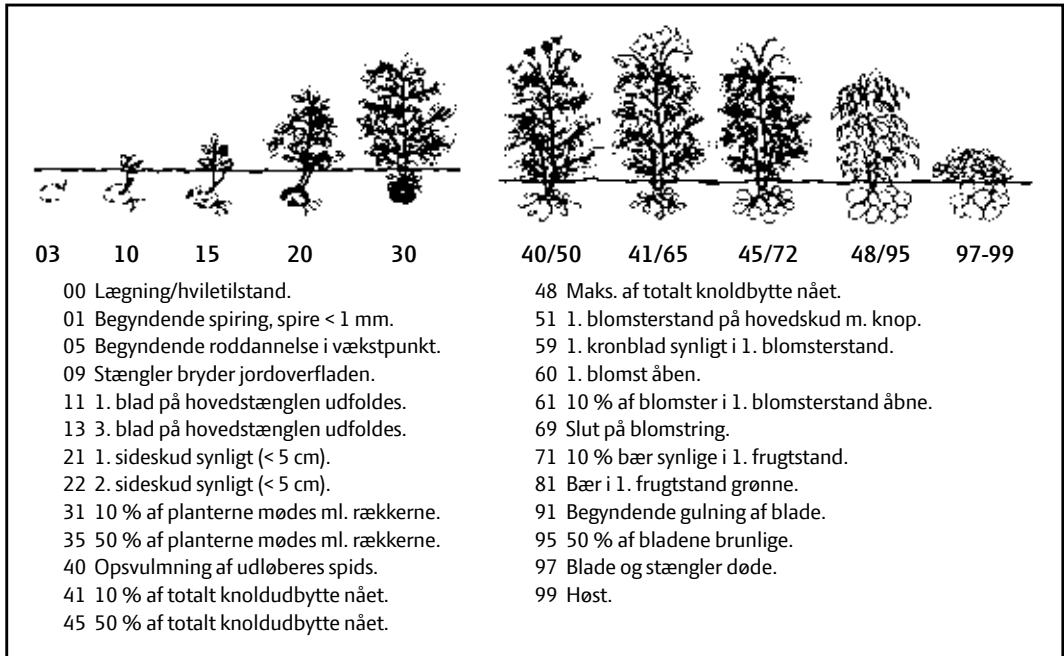 03 10 15 20 30 40/50 41/65 45/72 48/95 97-99
00 Lægning/hviletilstand.
01 Begyndende spiring, spire < 1 mm.
05 Begyndende roddannelse i vækstpunkt.
09 Stængler bryder jordoverfladen.
11 1. blad på hovedstænglen udfoldes.
13 3. blad på hovedstænglen udfoldes.
21 1. sideskud synligt (< 5 cm).
22 2. sideskud synligt (< 5 cm).
31 10 % af planterne mødes ml. rækkerne.
35 50 % af planterne mødes ml. rækkerne.
40 Opsvulmning af udløberes spids.
41 10 % af totalt knoldudbytte nået.
45 50 % af totalt knoldudbytte nået.
48 Maks. af totalt knoldbytte nået.
51 1. blomsterstand på hovedskud m. knop.
59 1. kronblad synligt i 1. blomsterstand.
60 1. blomst åben.
61 10 % af blomster i 1. blomsterstand åbne.
69 Slut på blomstring.
71 10 % bær synlige i 1. frugtstand.
81 Bær i 1. frugtstand grønne.
91 Begyndende gulning af blade.
95 50 % af bladene brunlige.
97 Blade og stængler døde.
99 Høst.